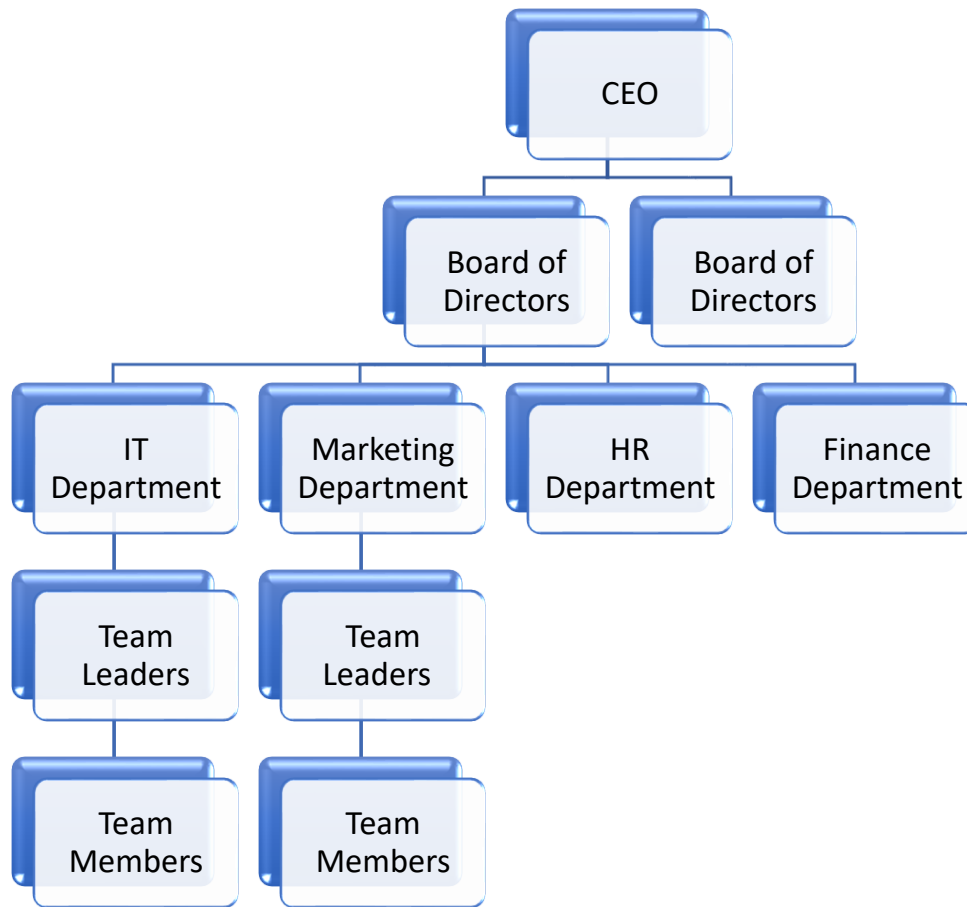 CEO
Board of
Directors
Board of
Directors
IT
Department
Marketing
Department
HR
Department
Finance
Department
Team
Leaders
Team
Leaders
Team
Members
Team
Members